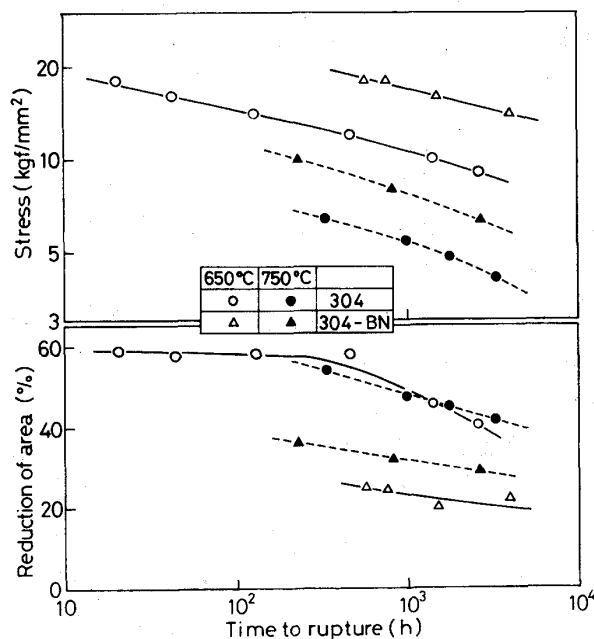 Stress (kgf/mm²)
20
10
5
3
650°C 750°C
304
304-BN
Reduction of area (%)
60
40
20
0
10 10² 10³ 10⁴
Time to rupture (h)